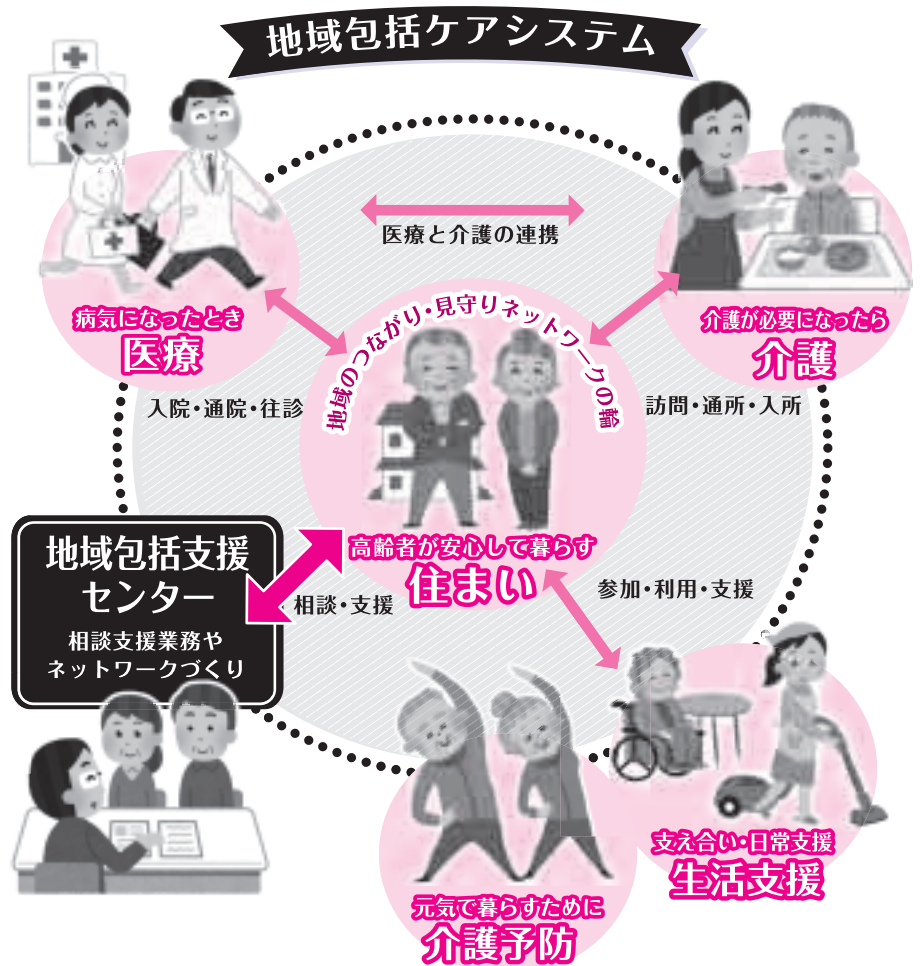 地域包括ケアシステム
医療と介護の連携
病気になったとき
医療
介護が必要になったら
介護
地域のつながり・見守りネットワークの輪
入院・通院・往診
訪問・通所・入所
高齢者が安心して暮らす
住まい
地域包括支援
センター
相談支援業務や
ネットワークづくり
相談・支援
参加・利用・支援
支え合い・日常支援
生活支援
元気で暮らすために
介護予防